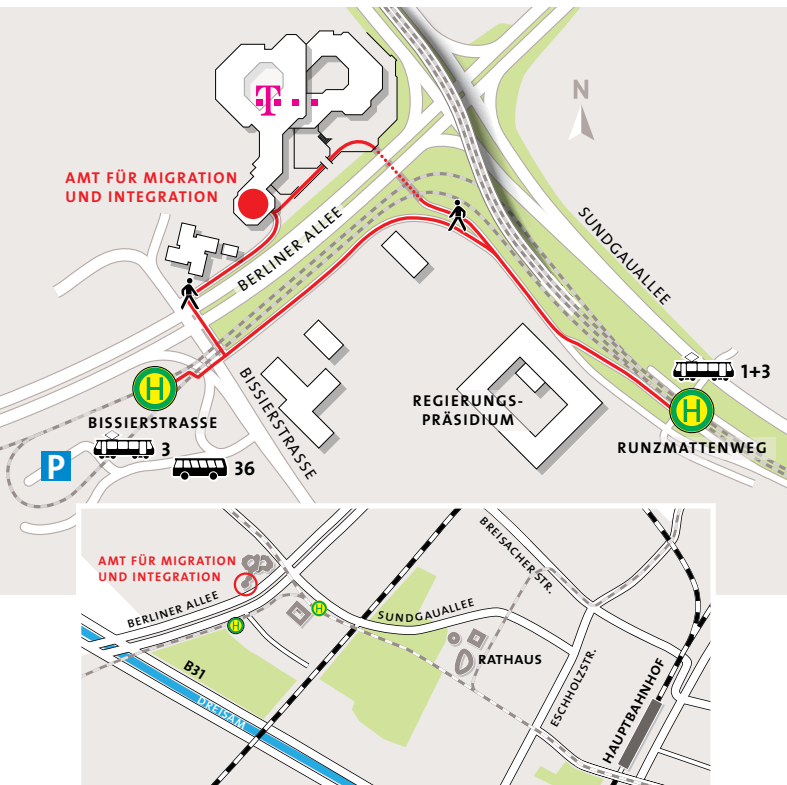 N
T
AMT FÜR MIGRATION
UND INTEGRATION
BERLINER ALLEE
SUNDGAUALLEE
BISSIERSTRASSE
H
BISSIERSTRASSE
3
P
36
REGIERUNGS-
PRÄSIDIUM
1+3
H
RUNZMATTENWEG
AMT FÜR MIGRATION
UND INTEGRATION
BERLINER ALLEE
H
H
SUNDGAUALLEE
BREISACHER STR.
RATHAUS
ESCHHOLZSTR.
HAUPTBAHNHOF
B31
DREISAM